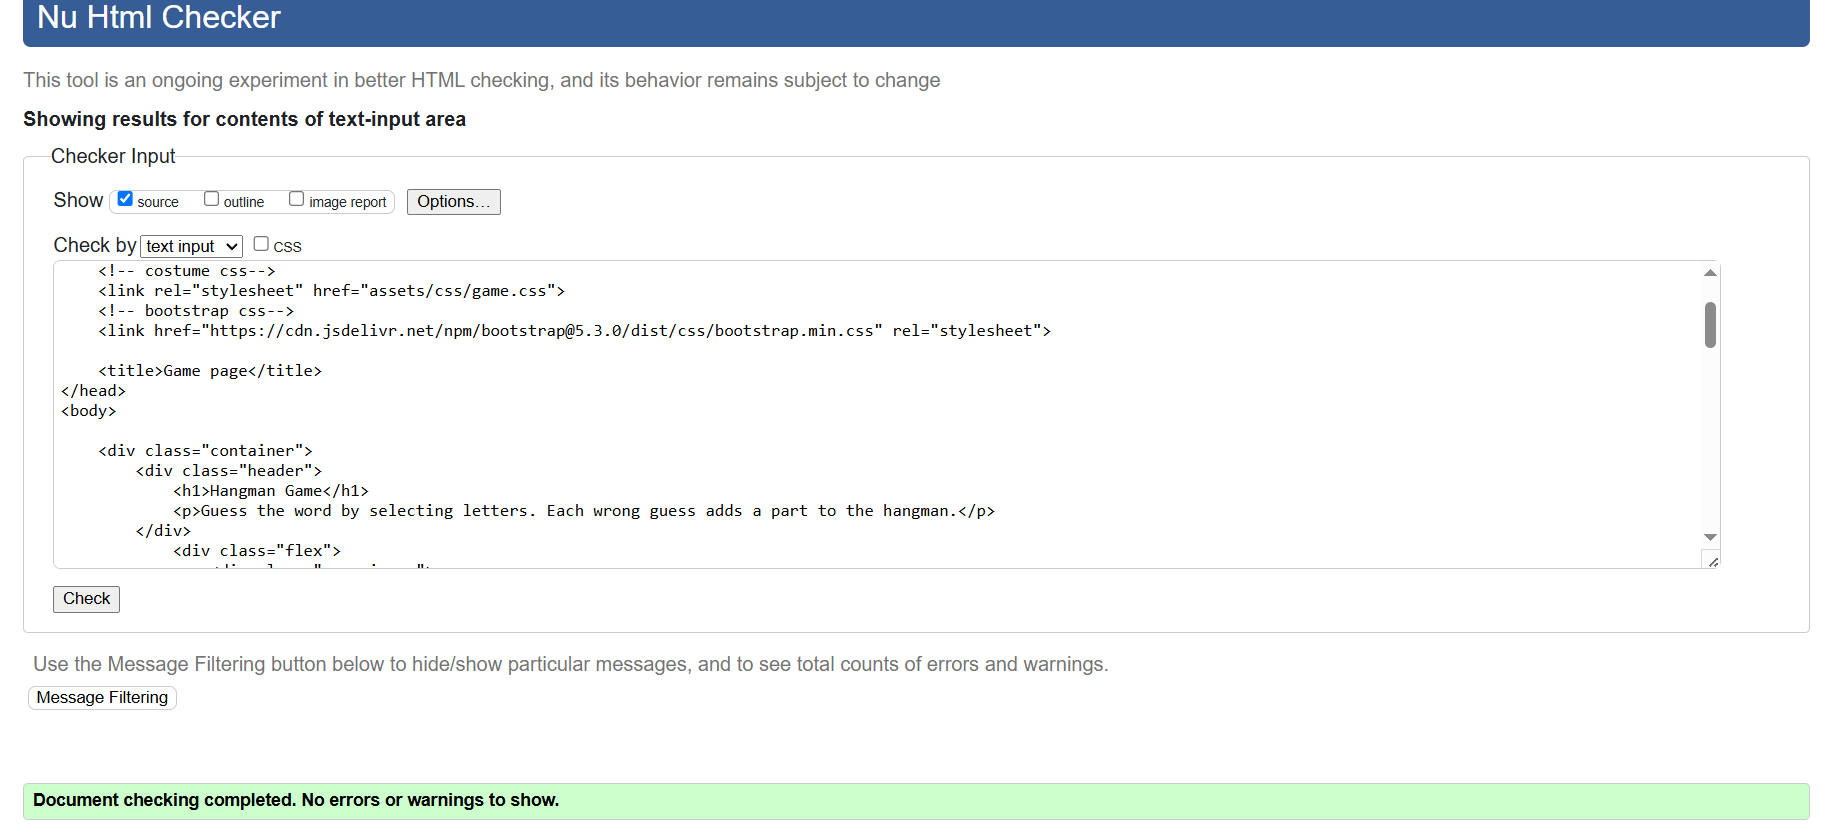 Nu Html Checker
This tool is an ongoing experiment in better HTML checking, and its behavior remains subject to change
Showing results for contents of text-input area
Checker Input
Show source outline image report Options...
Check by text input CSS
<!-- costume css-->
<link rel="stylesheet" href="assets/css/game.css">
<!-- bootstrap css-->
<link href="https://cdn.jsdelivr.net/npm/bootstrap@5.3.0/dist/css/bootstrap.min.css" rel="stylesheet">
<title>Game page</title>
</head>
<body>
<div class="container">
<div class="header">
<h1>Hangman Game</h1>
<p>Guess the word by selecting letters. Each wrong guess adds a part to the hangman.</p>
</div>
<div class="flex">
Check
Use the Message Filtering button below to hide/show particular messages, and to see total counts of errors and warnings.
Message Filtering
Document checking completed. No errors or warnings to show.